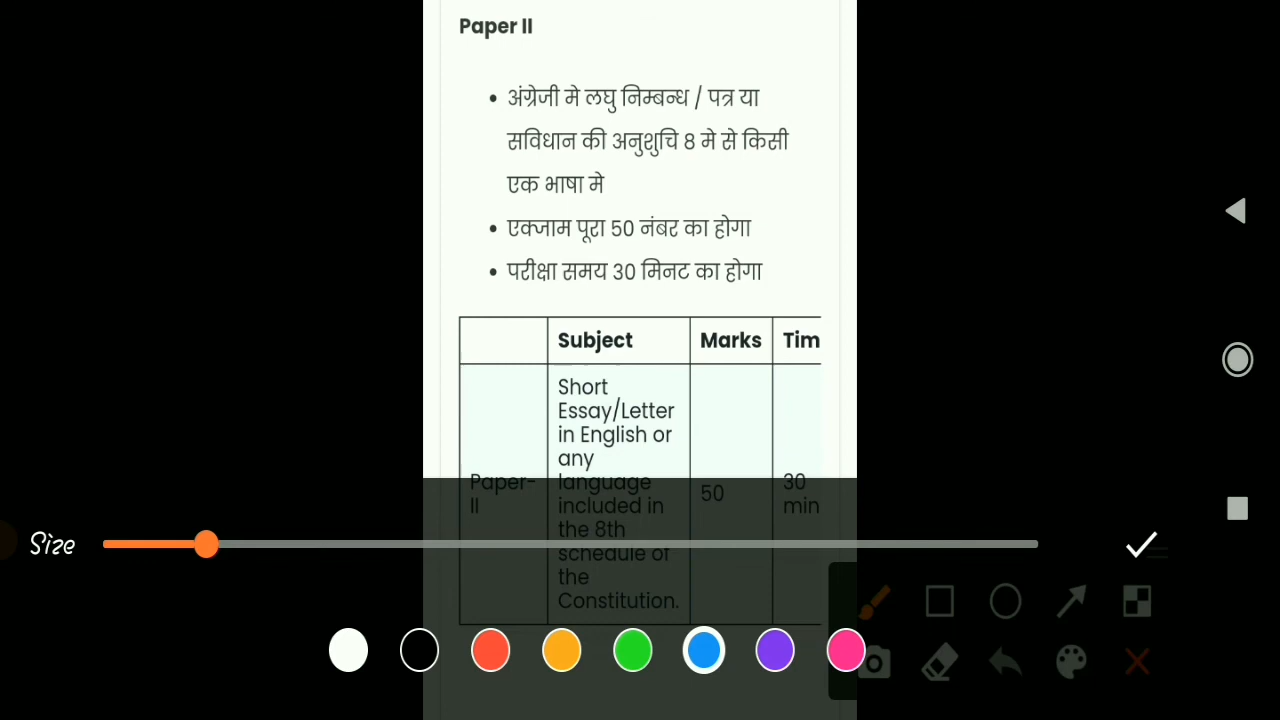 Paper II
• अंग्रेजी मे लघु निम्बन्ध / पत्र या
सविधान की अनुशुचि 8 मे से किसी
एक भाषा मे
• एक्जाम पूरा 50 नंबर का होगा
• परीक्षा समय 30 मिनट का होगा
Subject Marks Tim
Short
Essay/Letter
in English or
any
Paper- language 30
II included in 50 min
the 8th
schedule of
the
Constitution.
Size